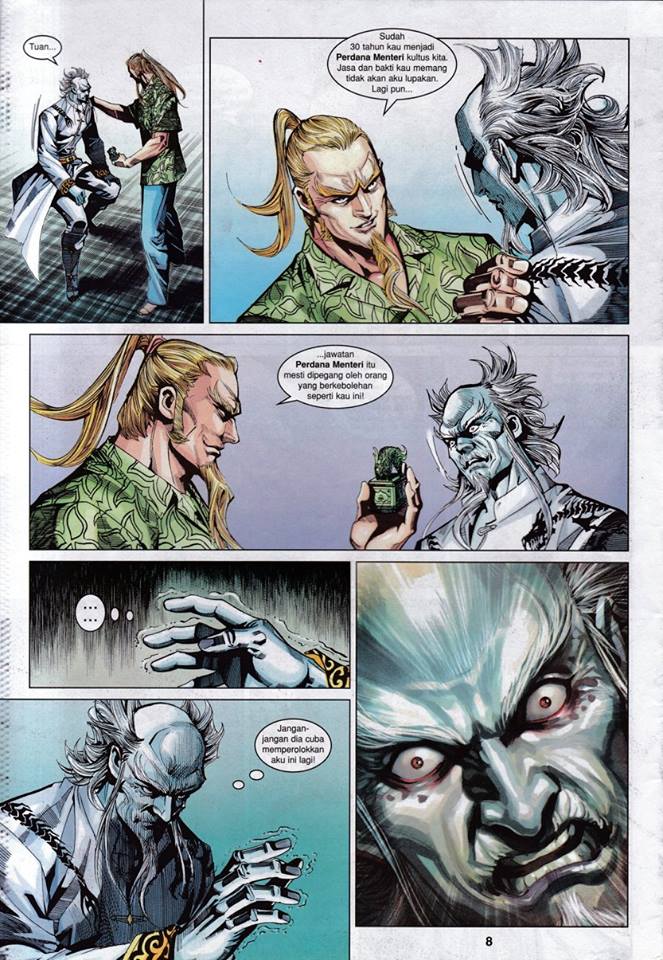 Tuan...
Sudah
30 tahun kau menjadi
Perdana Menteri kultus kita.
Jasa dan bakti kau memang
tidak akan aku lupakan.
Lagi pun...
...jawatan
Perdana Menteri itu
mesti dipegang oleh orang
yang berkebolehan
seperti kau ini!
...
...
Jangan-
jangan dia cuba
memperolokkan
aku ini lagi!
8